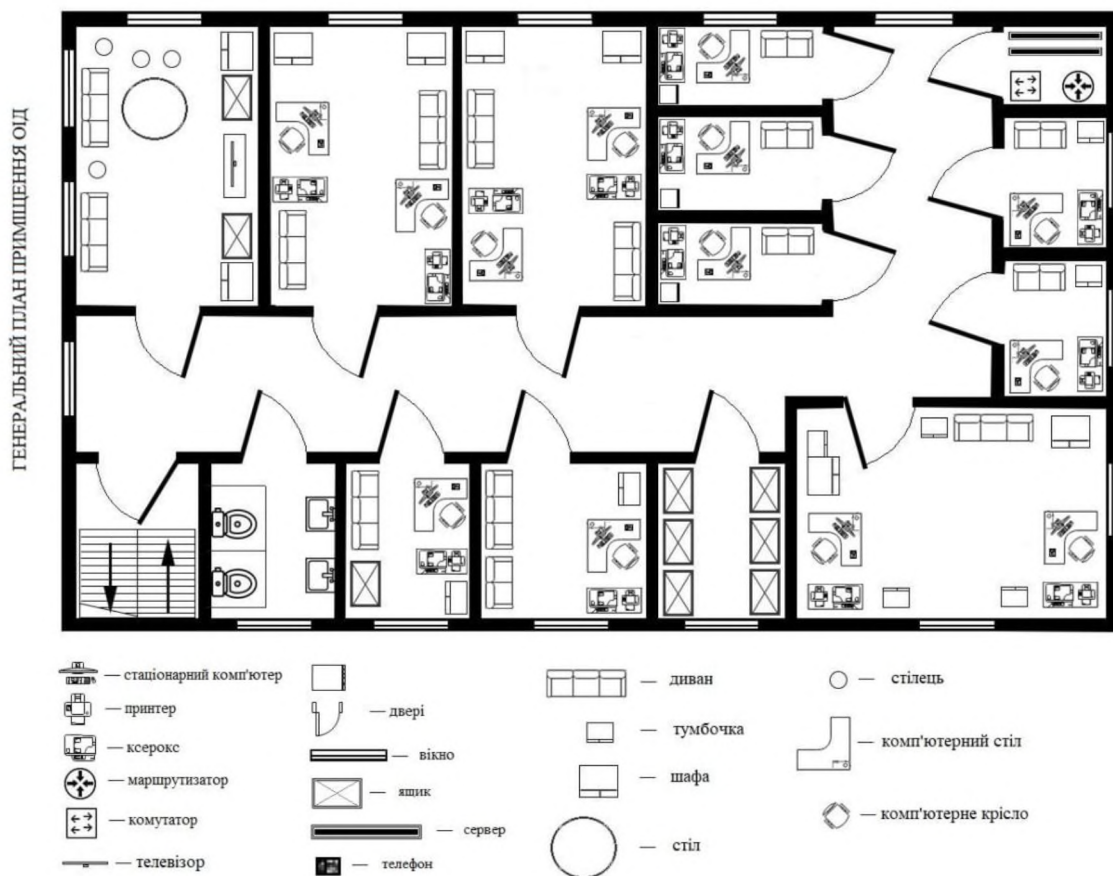 ГЕНЕРАЛЬНИЙ ПЛАН ПРИМІЩЕННЯ ОІД
— стаціонарний комп'ютер
— принтер
— ксерокс
— маршрутизатор
— комутатор
— телевізор
— двері
— вікно
— ящик
— сервер
— телефон
— диван
— тумбочка
— шафа
— стіл
— стілець
— комп'ютерний стіл
— комп'ютерне крісло